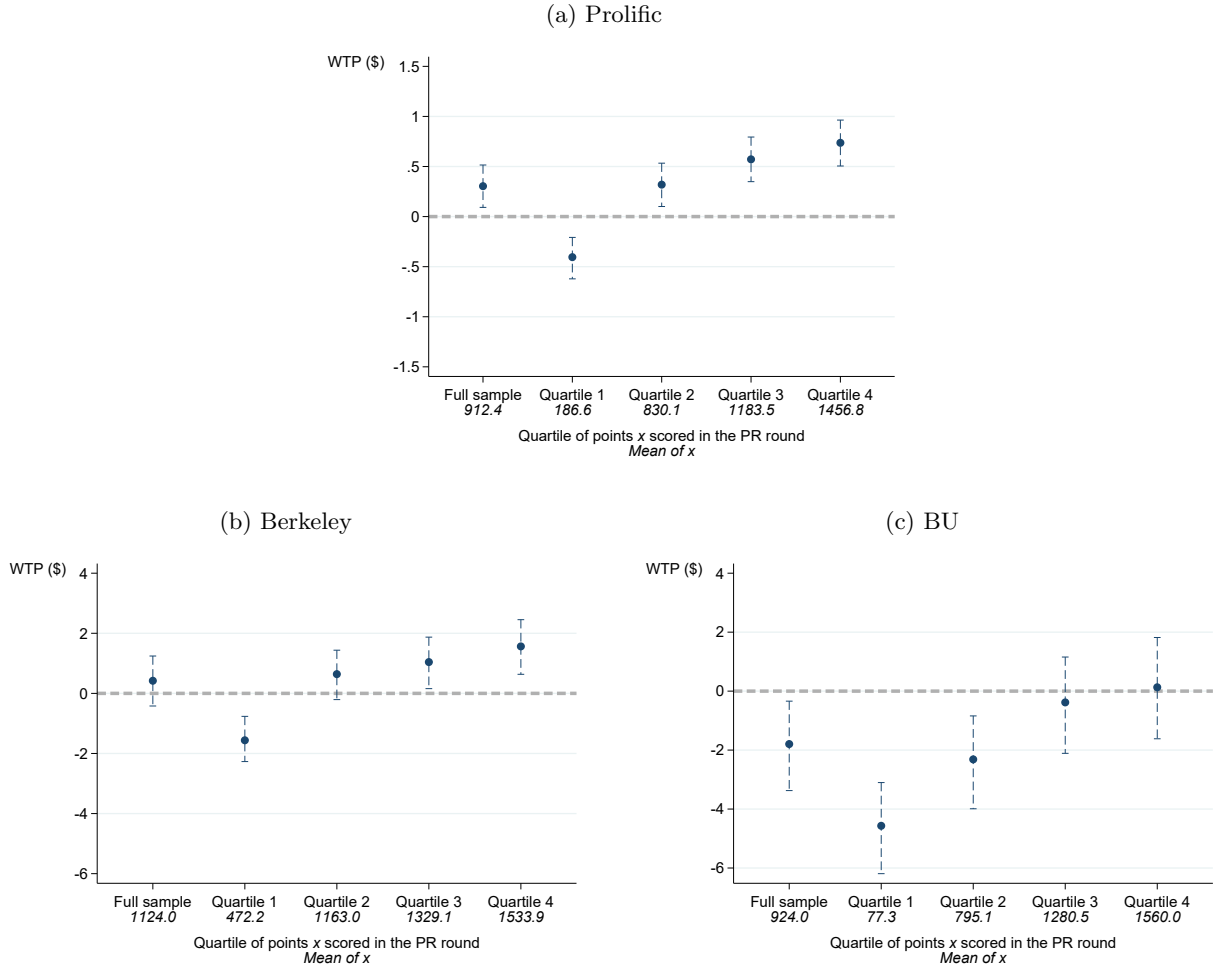 (a) Prolific
WTP ($)
1.5
1
.5
0
-.5
-1
-1.5
Full sample Quartile 1 Quartile 2 Quartile 3 Quartile 4
912.4 186.6 830.1 1183.5 1456.8
Quartile of points x scored in the PR round
Mean of x
(b) Berkeley
WTP ($)
4
2
0
-2
-4
-6
Full sample Quartile 1 Quartile 2 Quartile 3 Quartile 4
1124.0 472.2 1163.0 1329.1 1533.9
Quartile of points x scored in the PR round
Mean of x
(c) BU
WTP ($)
4
2
0
-2
-4
-6
Full sample Quartile 1 Quartile 2 Quartile 3 Quartile 4
924.0 77.3 795.1 1280.5 1560.0
Quartile of points x scored in the PR round
Mean of x